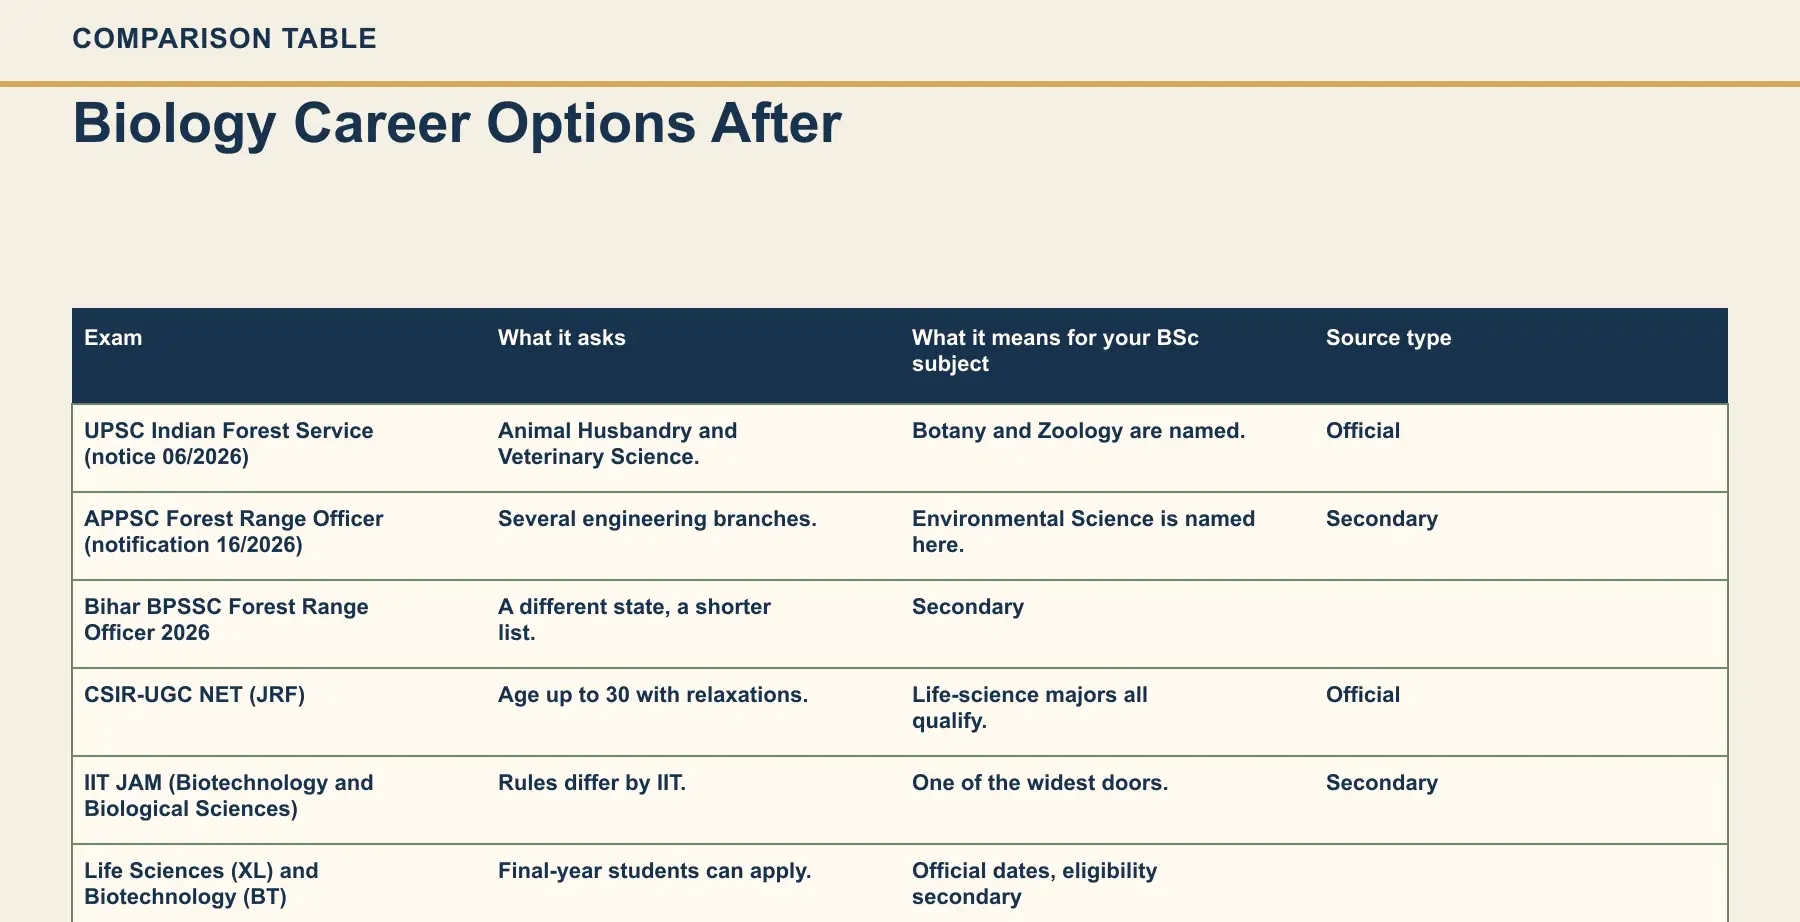 COMPARISON TABLE
Biology Career Options After
Exam
What it asks
What it means for your BSc
subject
Source type
UPSC Indian Forest Service
(notice 06/2026)
Animal Husbandry and
Veterinary Science.
Botany and Zoology are named.
Official
APPSC Forest Range Officer
(notification 16/2026)
Several engineering branches.
Environmental Science is named
here.
Secondary
Bihar BPSSC Forest Range
Officer 2026
A different state, a shorter
list.
Secondary
CSIR-UGC NET (JRF)
Age up to 30 with relaxations.
Life-science majors all
qualify.
Official
IIT JAM (Biotechnology and
Biological Sciences)
Rules differ by IIT.
One of the widest doors.
Secondary
Life Sciences (XL) and
Biotechnology (BT)
Final-year students can apply.
Official dates, eligibility
secondary